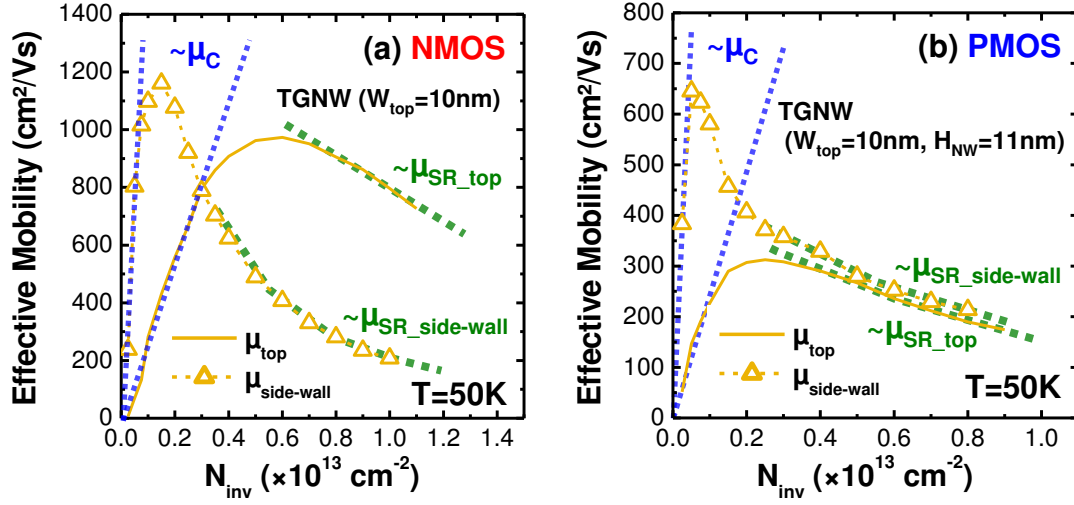 (a) NMOS
~μC
TGNW (Wtop=10nm)
~μSR_top
~μSR_side-wall
μtop
μside-wall
T=50K
Effective Mobility (cm²/Vs)
1400
1200
1000
800
600
400
200
0
0.0 0.2 0.4 0.6 0.8 1.0 1.2 1.4
Ninv (×10¹³ cm⁻²)
(b) PMOS
~μC
TGNW
(Wtop=10nm, HNW=11nm)
~μSR_side-wall
~μSR_top
μtop
μside-wall
T=50K
Effective Mobility (cm²/Vs)
800
700
600
500
400
300
200
100
0
0.0 0.2 0.4 0.6 0.8 1.0
Ninv (×10¹³ cm⁻²)